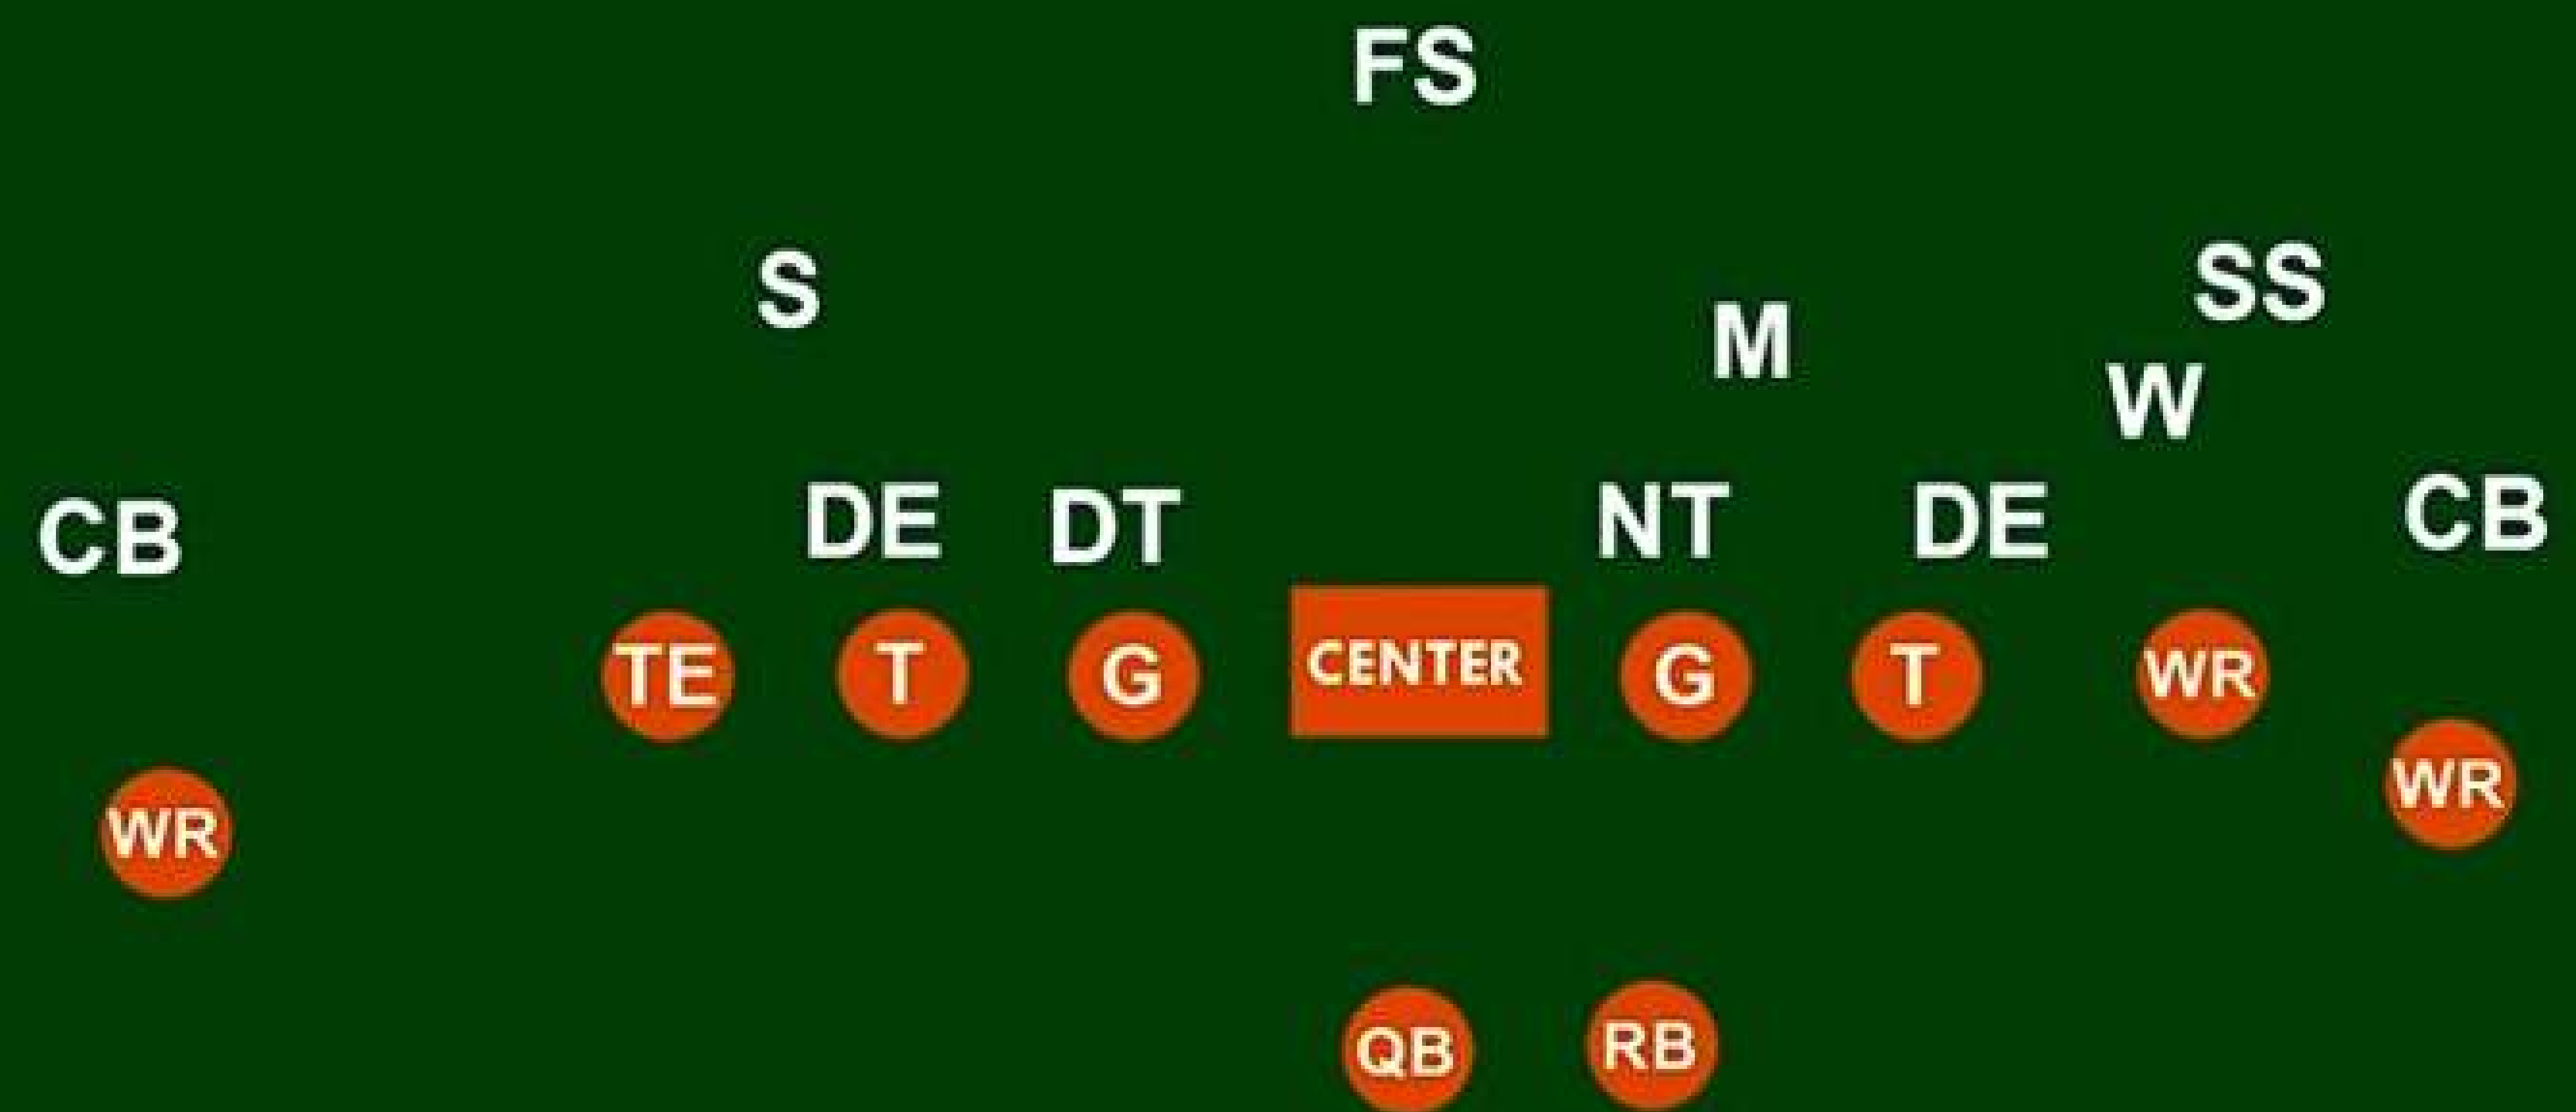 FS
S
SS
M
W
CB DE DT NT DE CB
TE T G CENTER G T WR
WR
WR
QB RB